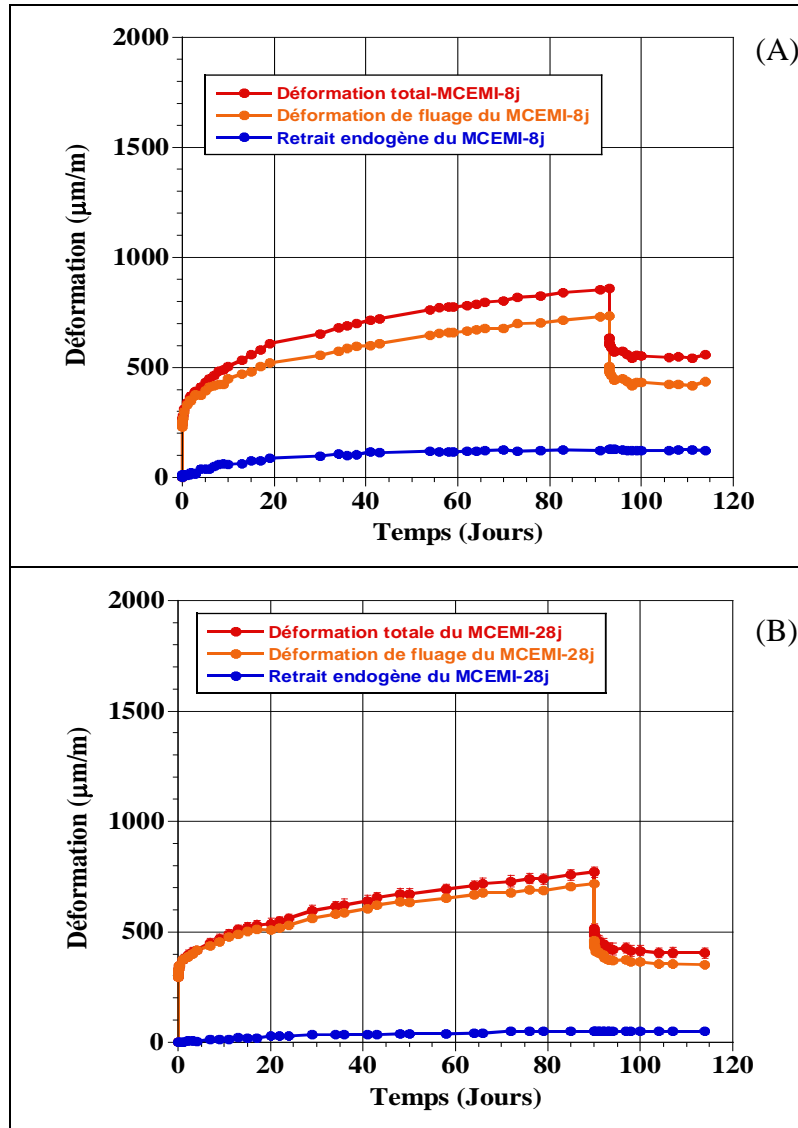 (A)
2000
1500
1000
500
0
Déformation (µm/m)
Déformation total-MCEMI-8j
Déformation de fluage du MCEMI-8j
Retrait endogène du MCEMI-8j
0 20 40 60 80 100 120
Temps (Jours)
(B)
2000
1500
1000
500
0
Déformation (µm/m)
Déformation totale du MCEMI-28j
Déformation de fluage du MCEMI-28j
Retrait endogène du MCEMI-28j
0 20 40 60 80 100 120
Temps (Jours)